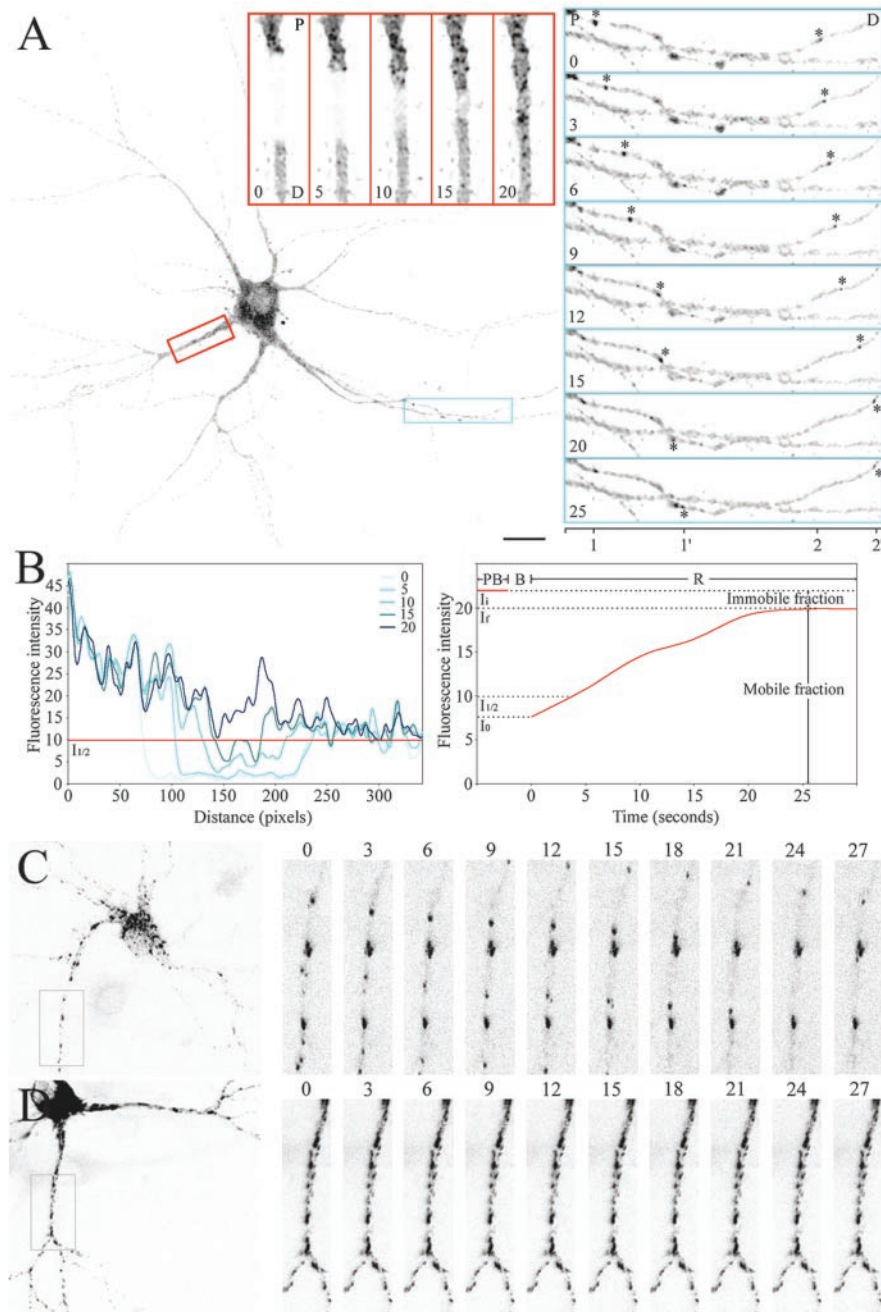 A
P
D
0
5
10
15
20
P
D
*
*
0
*
*
3
*
*
6
*
*
9
*
*
12
*
*
15
*
*
20
*
*
25
1
1'
2
2'
B
Fluorescence intensity
45
40
35
30
25
20
15
10
5
0
I1/2
0
5
10
15
20
0
50
100
150
200
250
300
Distance (pixels)
PB
B
R
Fluorescence intensity
20
15
10
5
0
Ii
If
I1/2
I0
Immobile fraction
Mobile fraction
0
5
10
15
20
25
Time (seconds)
C
0 3 6 9 12 15 18 21 24 27
D
0 3 6 9 12 15 18 21 24 27